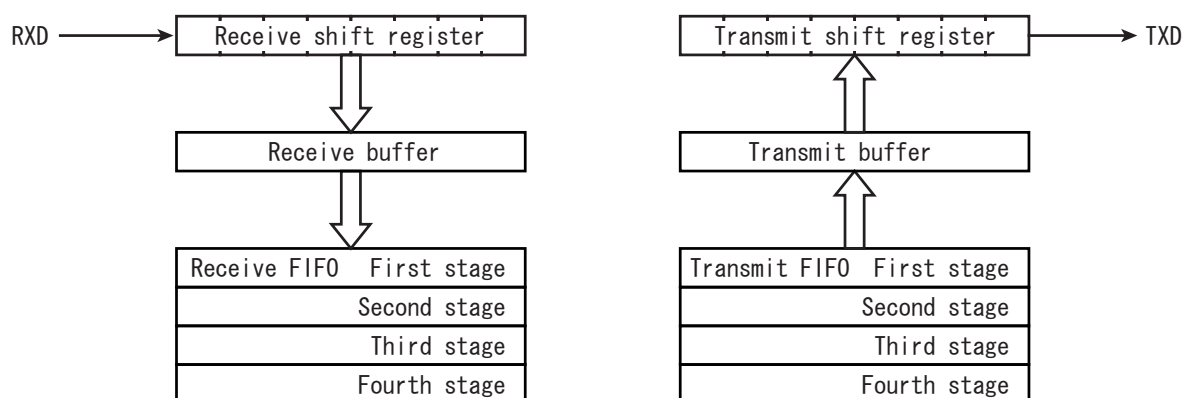 RXD
Receive shift register
Receive buffer
Receive FIFO First stage
Second stage
Third stage
Fourth stage
Transmit shift register
TXD
Transmit buffer
Transmit FIFO First stage
Second stage
Third stage
Fourth stage